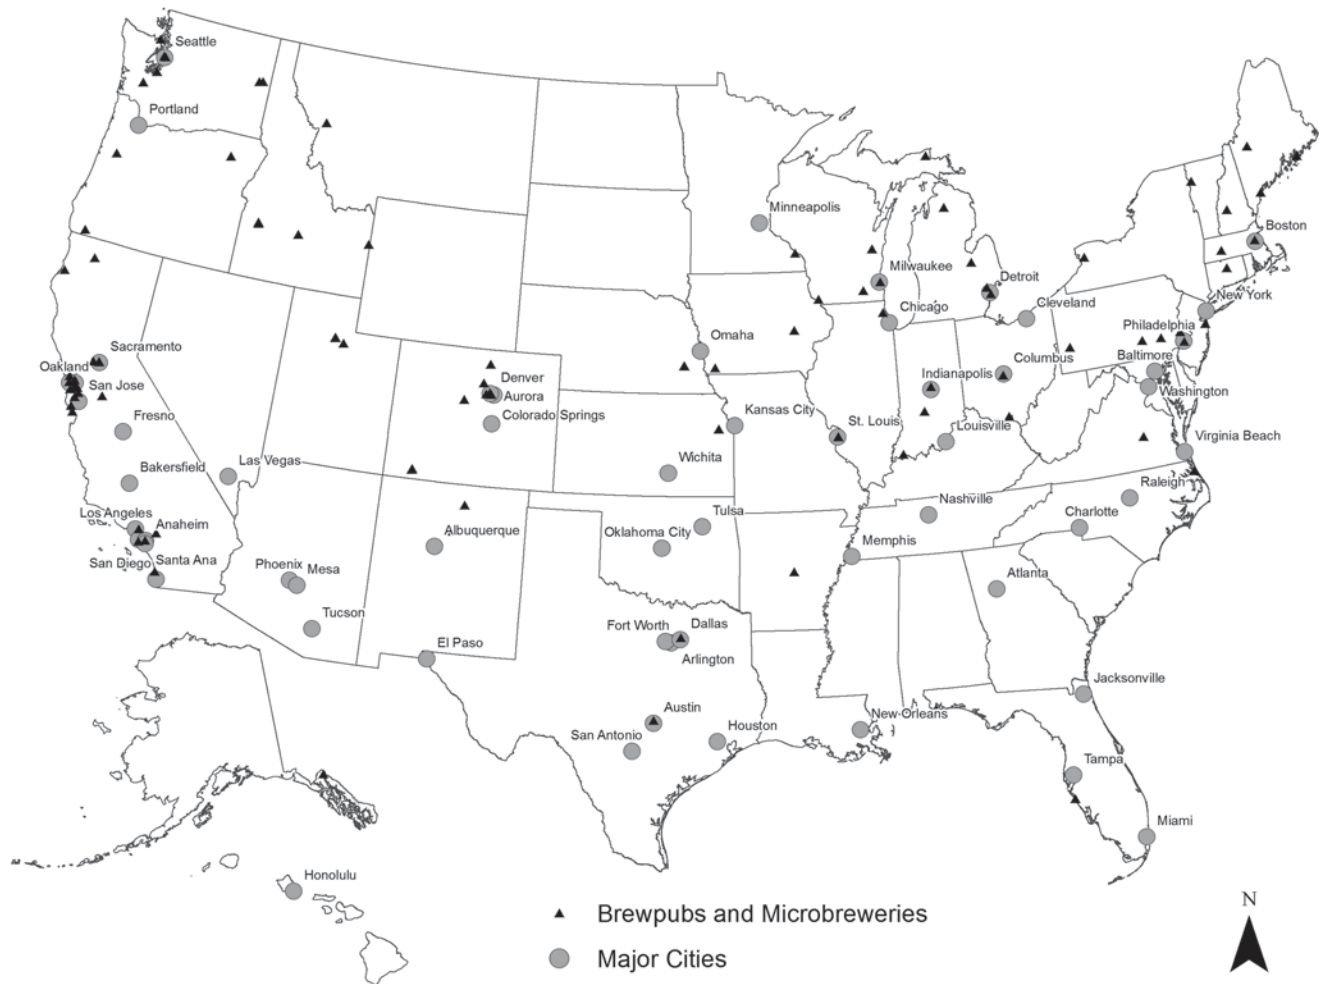 Seattle
Portland
Minneapolis
Boston
Milwaukee
Detroit
New York
Chicago
Cleveland
Philadelphia
Omaha
Sacramento
Baltimore
Oakland
Columbus
Denver
Indianapolis
San Jose
Washington
Aurora
Fresno
Colorado Springs
Kansas City
St. Louis
Louisville
Virginia Beach
Bakersfield
Las Vegas
Wichita
Raleigh
Nashville
Los Angeles
Anaheim
Tulsa
Charlotte
Albuquerque
Oklahoma City
San Diego
Santa Ana
Phoenix
Mesa
Memphis
Atlanta
Tucson
Fort Worth
Dallas
El Paso
Arlington
Jacksonville
Austin
New Orleans
San Antonio
Houston
Tampa
Miami
Honolulu
N
Brewpubs and Microbreweries
Major Cities